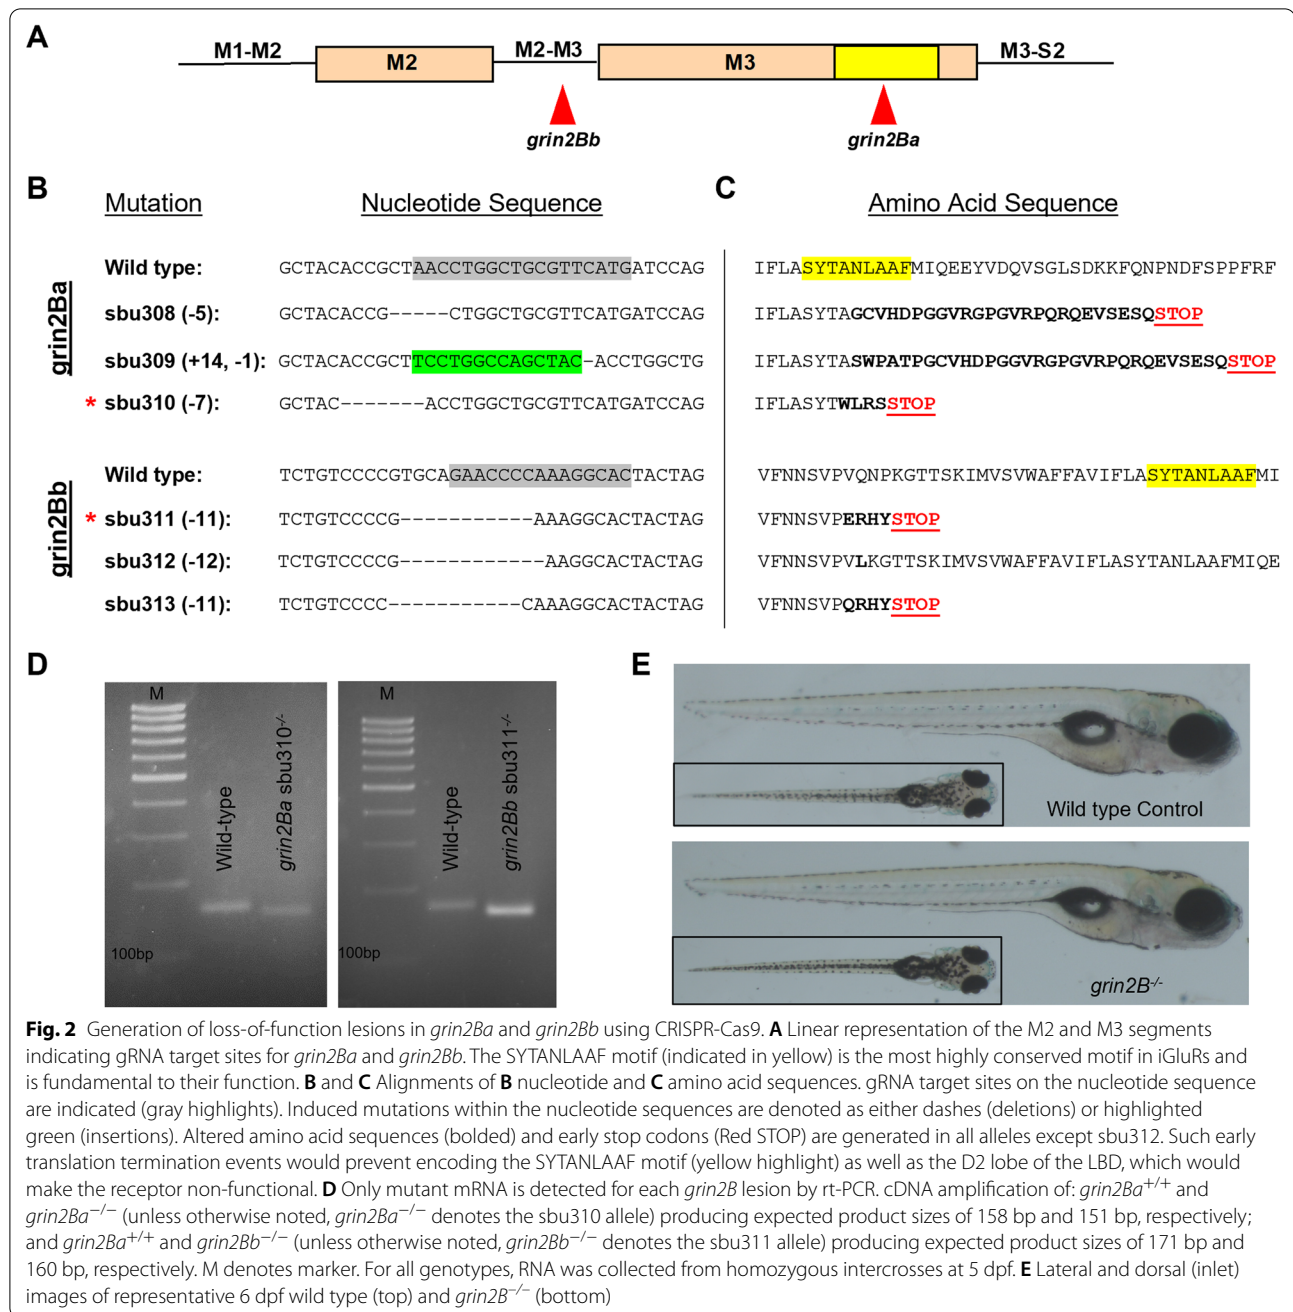 A
M1-M2 M2 M2-M3 M3 M3-S2
grin2Bb grin2Ba
B Mutation Nucleotide Sequence C Amino Acid Sequence
grin2Ba
Wild type: GCTACACCGCTAACCTGGCTGCGTTCATGATCCAG IFLASYTANLAAFMIQEEYVDQVSGLSDKKFQNPNDFSPPFRF
sbu308 (-5): GCTACACCG-----CTGGCTGCGTTCATGATCCAG IFLASYTAGCVHDPGGVRGPGVRPQRQEVSESQSTOP
sbu309 (+14, -1): GCTACACCGCTTCCTGGCCAGCTAC-ACCTGGCTG IFLASYTASWPATPGCVHDPGGVRGPGVRPQRQEVSESQSTOP
* sbu310 (-7): GCTAC-------ACCTGGCTGCGTTCATGATCCAG IFLASYTWLRSSTOP
grin2Bb
Wild type: TCTGTCCCCGTGCAGAACCCCAAAGGCACTACTAG VFNNSVPVQNPKGTTSKIMVSVWAFFAVIFLASYTANLAAFMI
* sbu311 (-11): TCTGTCCCCG-----------AAAGGCACTACTAG VFNNSVPERHYSTOP
sbu312 (-12): TCTGTCCCCG------------AAGGCACTACTAG VFNNSVPVLKGTTSKIMVSVWAFFAVIFLASYTANLAAFMIQE
sbu313 (-11): TCTGTCCCC-----------CAAAGGCACTACTAG VFNNSVPQRHYSTOP
D
M Wild-type grin2Ba sbu310-/- 100bp
M Wild-type grin2Bb sbu311-/- 100bp
E
Wild type Control
grin2B-/-
Fig. 2 Generation of loss-of-function lesions in grin2Ba and grin2Bb using CRISPR-Cas9. A Linear representation of the M2 and M3 segments
indicating gRNA target sites for grin2Ba and grin2Bb. The SYTANLAAF motif (indicated in yellow) is the most highly conserved motif in iGluRs and
is fundamental to their function. B and C Alignments of B nucleotide and C amino acid sequences. gRNA target sites on the nucleotide sequence
are indicated (gray highlights). Induced mutations within the nucleotide sequences are denoted as either dashes (deletions) or highlighted
green (insertions). Altered amino acid sequences (bolded) and early stop codons (Red STOP) are generated in all alleles except sbu312. Such early
translation termination events would prevent encoding the SYTANLAAF motif (yellow highlight) as well as the D2 lobe of the LBD, which would
make the receptor non-functional. D Only mutant mRNA is detected for each grin2B lesion by rt-PCR. cDNA amplification of: grin2Ba+/+ and
grin2Ba−/− (unless otherwise noted, grin2Ba−/− denotes the sbu310 allele) producing expected product sizes of 158 bp and 151 bp, respectively;
and grin2Ba+/+ and grin2Bb−/− (unless otherwise noted, grin2Bb−/− denotes the sbu311 allele) producing expected product sizes of 171 bp and
160 bp, respectively. M denotes marker. For all genotypes, RNA was collected from homozygous intercrosses at 5 dpf. E Lateral and dorsal (inlet)
images of representative 6 dpf wild type (top) and grin2B−/− (bottom)